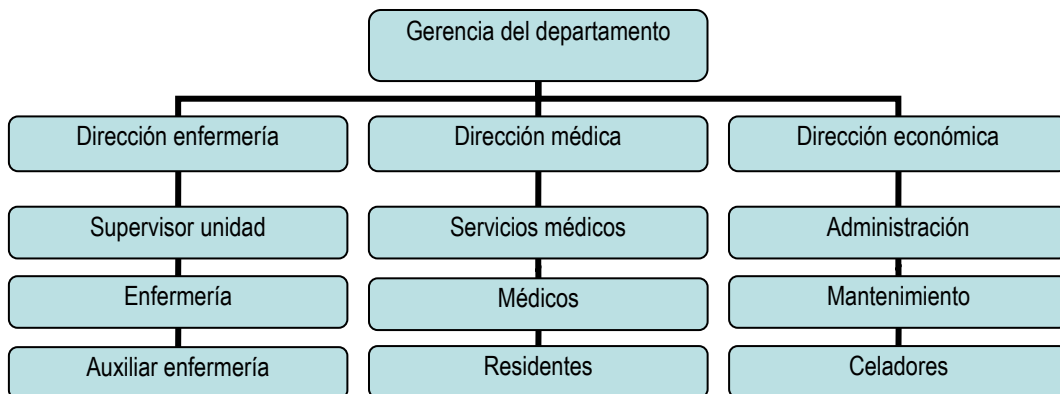 Gerencia del departamento
Dirección enfermería
Dirección médica
Dirección económica
Supervisor unidad
Servicios médicos
Administración
Enfermería
Médicos
Mantenimiento
Auxiliar enfermería
Residentes
Celadores